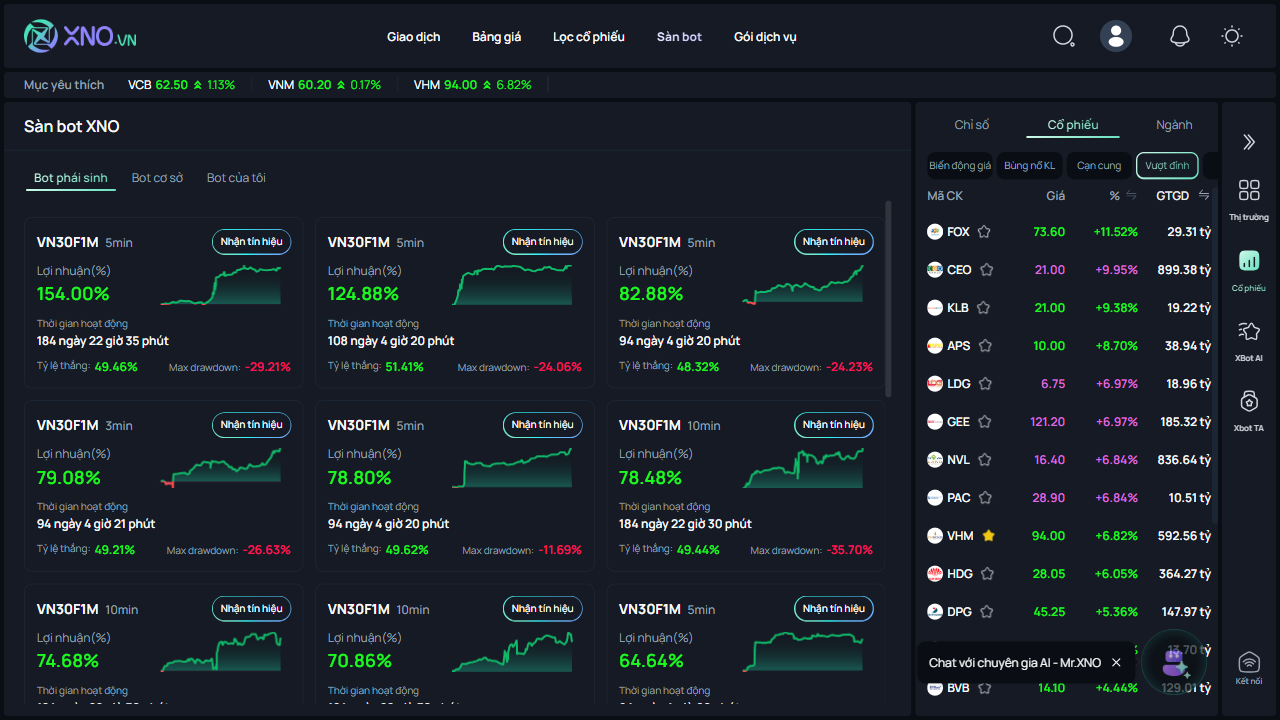 XNO.VN
Giao dịch Bảng giá Lọc cổ phiếu Sàn bot Gói dịch vụ
Mục yêu thích VCB 62.50 1.13% VNM 60.20 0.17% VHM 94.00 6.82%
Sàn bot XNO
Bot phái sinh Bot cơ sở Bot của tôi
VN30F1M 5min Nhận tín hiệu
Lợi nhuận(%)
154.00%
Thời gian hoạt động
184 ngày 22 giờ 35 phút
Tỷ lệ thắng: 49.46% Max drawdown: -29.21%
VN30F1M 5min Nhận tín hiệu
Lợi nhuận(%)
124.88%
Thời gian hoạt động
108 ngày 4 giờ 20 phút
Tỷ lệ thắng: 51.41% Max drawdown: -24.06%
VN30F1M 5min Nhận tín hiệu
Lợi nhuận(%)
82.88%
Thời gian hoạt động
94 ngày 4 giờ 20 phút
Tỷ lệ thắng: 48.32% Max drawdown: -24.23%
VN30F1M 3min Nhận tín hiệu
Lợi nhuận(%)
79.08%
Thời gian hoạt động
94 ngày 4 giờ 21 phút
Tỷ lệ thắng: 49.21% Max drawdown: -26.63%
VN30F1M 5min Nhận tín hiệu
Lợi nhuận(%)
78.80%
Thời gian hoạt động
94 ngày 4 giờ 20 phút
Tỷ lệ thắng: 49.62% Max drawdown: -11.69%
VN30F1M 10min Nhận tín hiệu
Lợi nhuận(%)
78.48%
Thời gian hoạt động
184 ngày 22 giờ 30 phút
Tỷ lệ thắng: 49.44% Max drawdown: -35.70%
VN30F1M 10min Nhận tín hiệu
Lợi nhuận(%)
74.68%
Thời gian hoạt động
VN30F1M 10min Nhận tín hiệu
Lợi nhuận(%)
70.86%
Thời gian hoạt động
VN30F1M 5min Nhận tín hiệu
Lợi nhuận(%)
64.64%
Thời gian hoạt động
Chỉ số Cổ phiếu Ngành
Biến động giá Bùng nổ KL Cạn cung Vượt đỉnh
Mã CK Giá % GTGD
FOX 73.60 +11.52% 29.31 tỷ
CEO 21.00 +9.95% 899.38 tỷ
KLB 21.00 +9.38% 19.22 tỷ
APS 10.00 +8.70% 38.94 tỷ
LDG 6.75 +6.97% 18.96 tỷ
GEE 121.20 +6.97% 185.32 tỷ
NVL 16.40 +6.84% 836.64 tỷ
PAC 28.90 +6.84% 10.51 tỷ
VHM 94.00 +6.82% 592.56 tỷ
HDG 28.05 +6.05% 364.27 tỷ
DPG 45.25 +5.36% 147.97 tỷ
13.70 tỷ
Chat với chuyên gia AI - Mr.XNO
BVB 14.10 +4.44% 129.01 tỷ
Thị trường
Cổ phiếu
XBot AI
Xbot TA
Kết nối